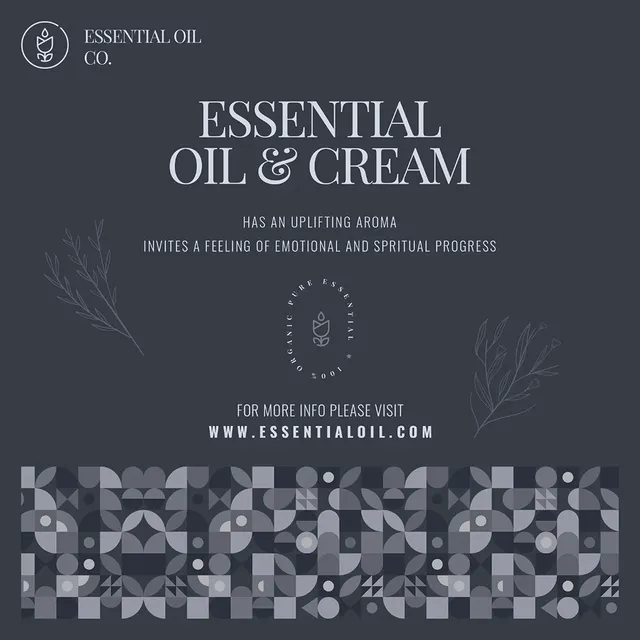 ESSENTIAL OIL
CO.
ESSENTIAL
OIL & CREAM
HAS AN UPLIFTING AROMA
INVITES A FEELING OF EMOTIONAL AND SPRITUAL PROGRESS
100% ORGANIC PURE ESSENTIAL *
FOR MORE INFO PLEASE VISIT
WWW.ESSENTIALOIL.COM